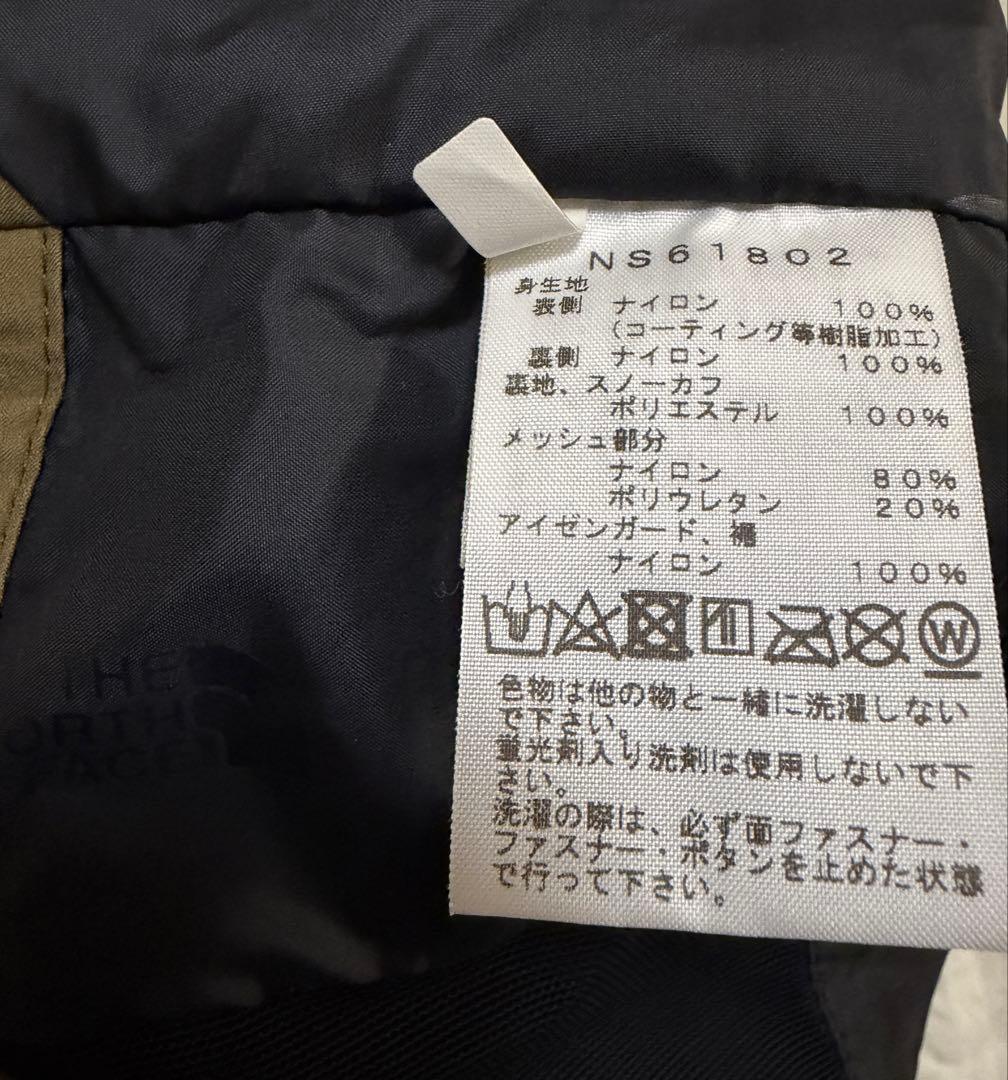 NS61802
身生地
表側 ナイロン 100%
(コーティング等樹脂加工)
裏側 ナイロン 100%
裏地、スノーカフ
ポリエステル 100%
メッシュ部分
ナイロン 80%
ポリウレタン 20%
アイゼンガード、裾
ナイロン 100%
W
色物は他の物と一緒に洗濯しない
で下さい。
蛍光剤入り洗剤は使用しないで下
さい。
洗濯の際は、必ず面ファスナー・
ファスナー・ボタンを止めた状態
で行って下さい。
THE
NORTH
FACE